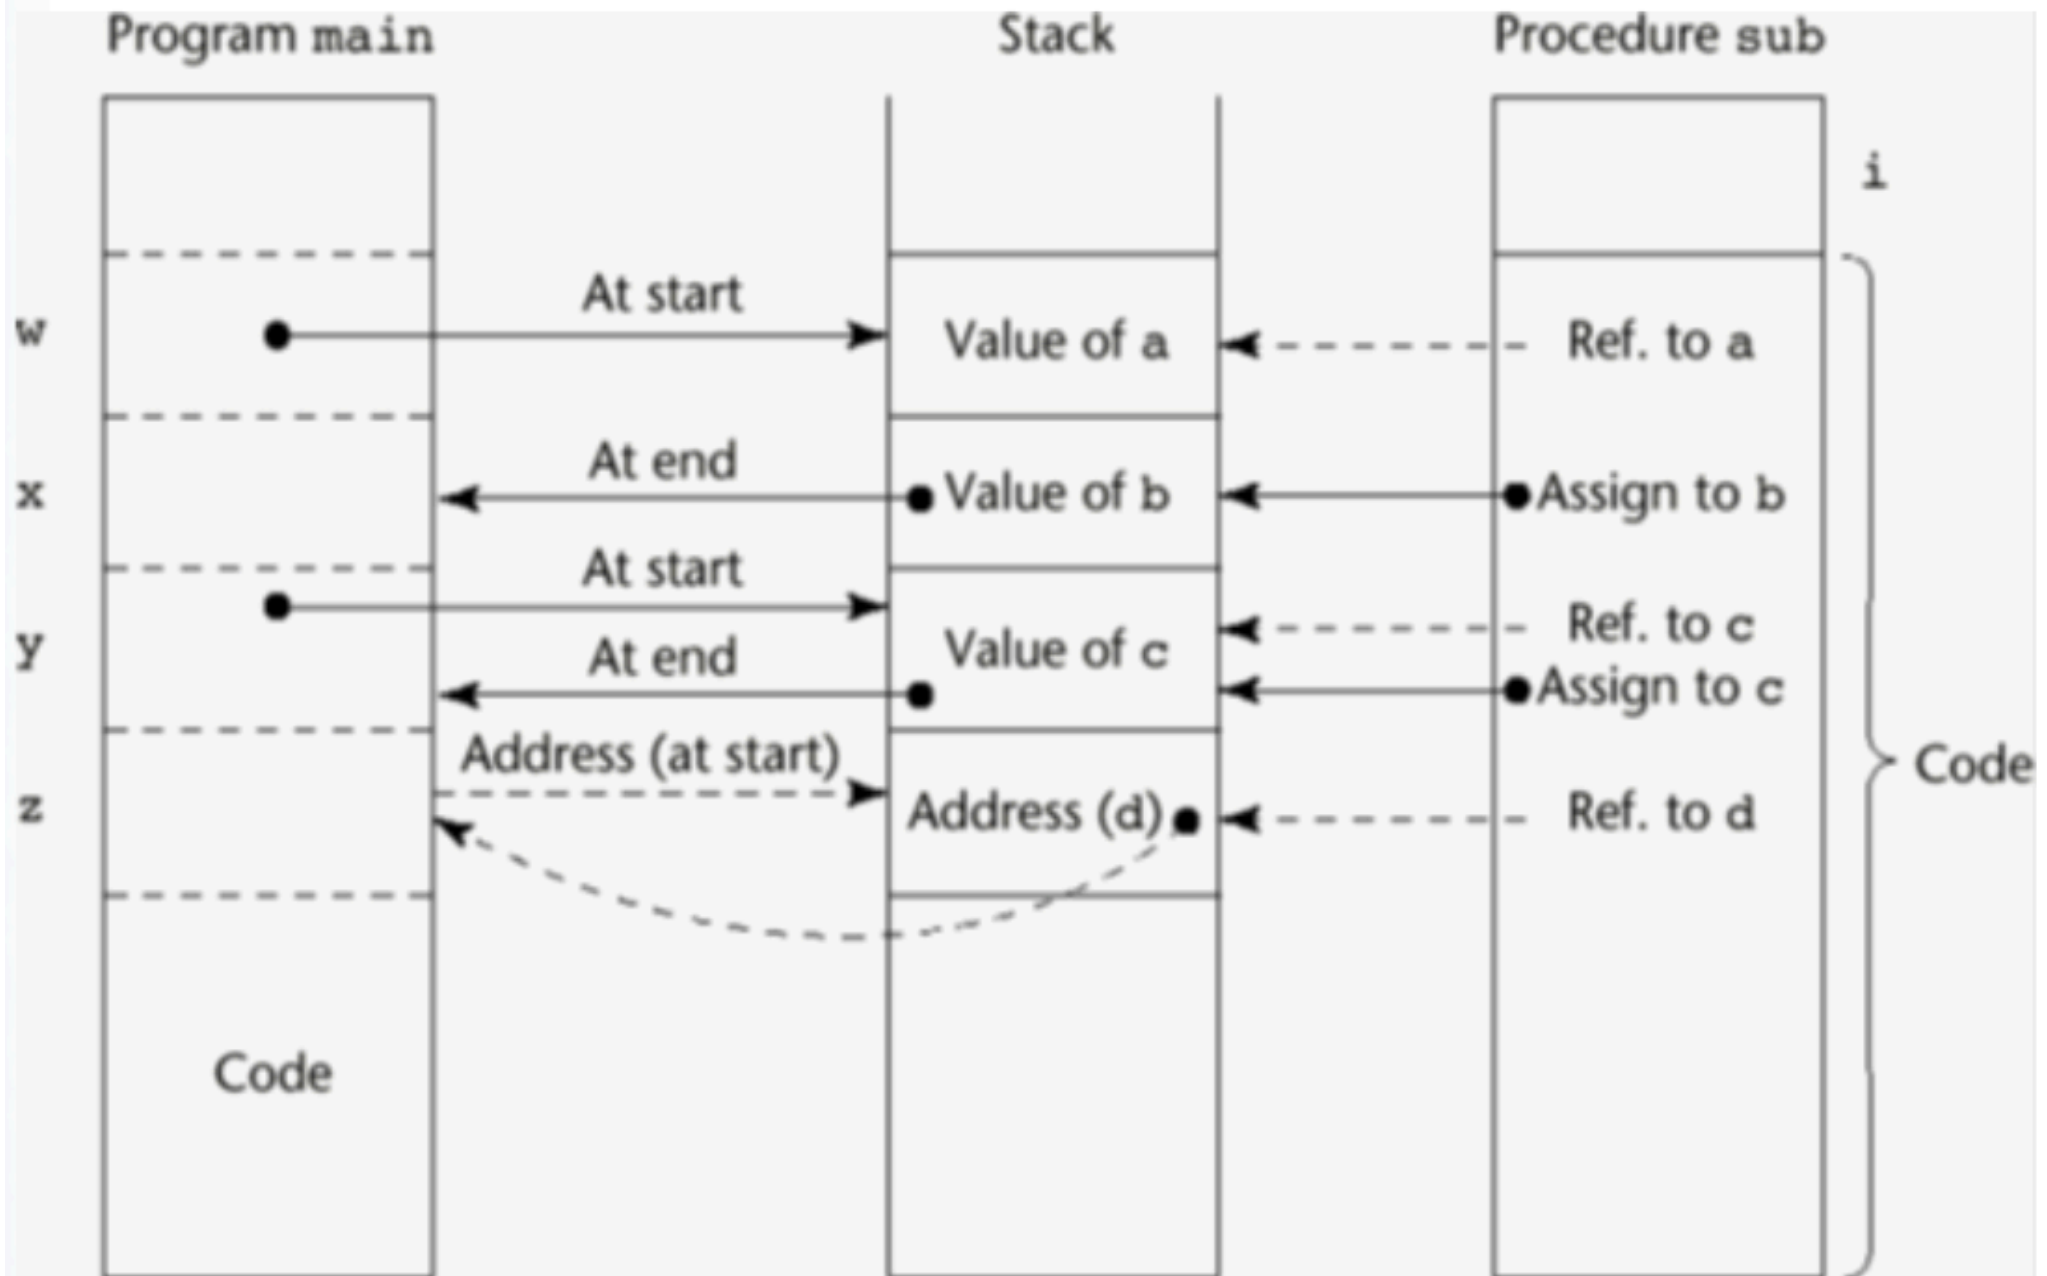 Program main
Stack
Procedure sub
i
At start
w
Value of a
Ref. to a
At end
x
Value of b
Assign to b
At start
Ref. to c
y
At end
Value of c
Assign to c
Address (at start)
z
Address (d)
Ref. to d
Code
Code